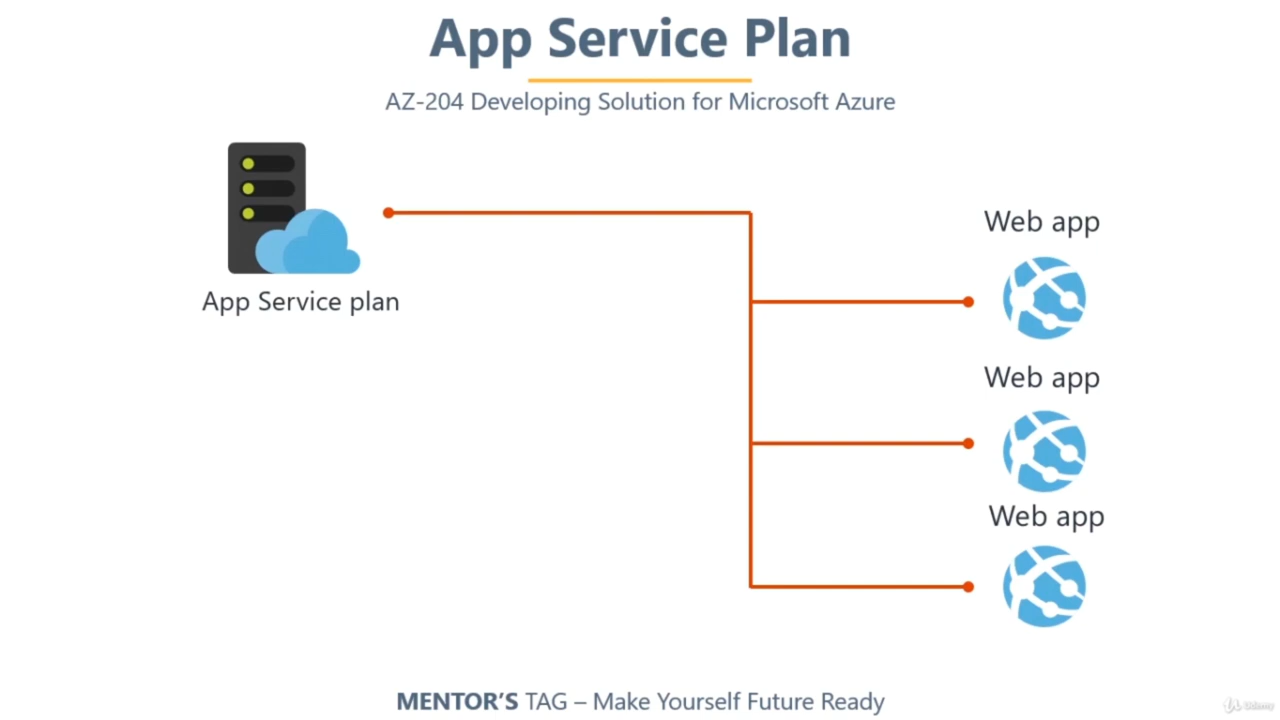 App Service Plan
AZ-204 Developing Solution for Microsoft Azure
App Service plan
Web app
Web app
Web app
MENTOR'S TAG – Make Yourself Future Ready
Udemy